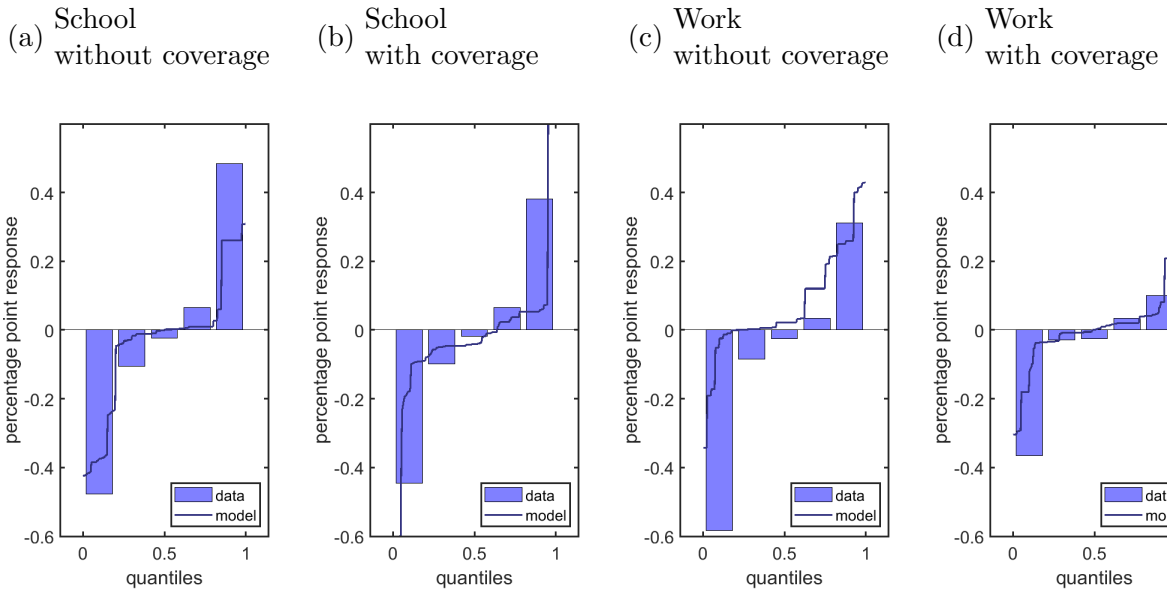 (a) School
without coverage
(b) School
with coverage
(c) Work
without coverage
(d) Work
with coverage
percentage point response
0.4
0.2
0
-0.2
-0.4
-0.6
0
0.5
1
quantiles
data
model
percentage point response
0.4
0.2
0
-0.2
-0.4
-0.6
0
0.5
1
quantiles
data
model
percentage point response
0.4
0.2
0
-0.2
-0.4
-0.6
0
0.5
1
quantiles
data
model
percentage point response
0.4
0.2
0
-0.2
-0.4
-0.6
0
0.5
quantiles